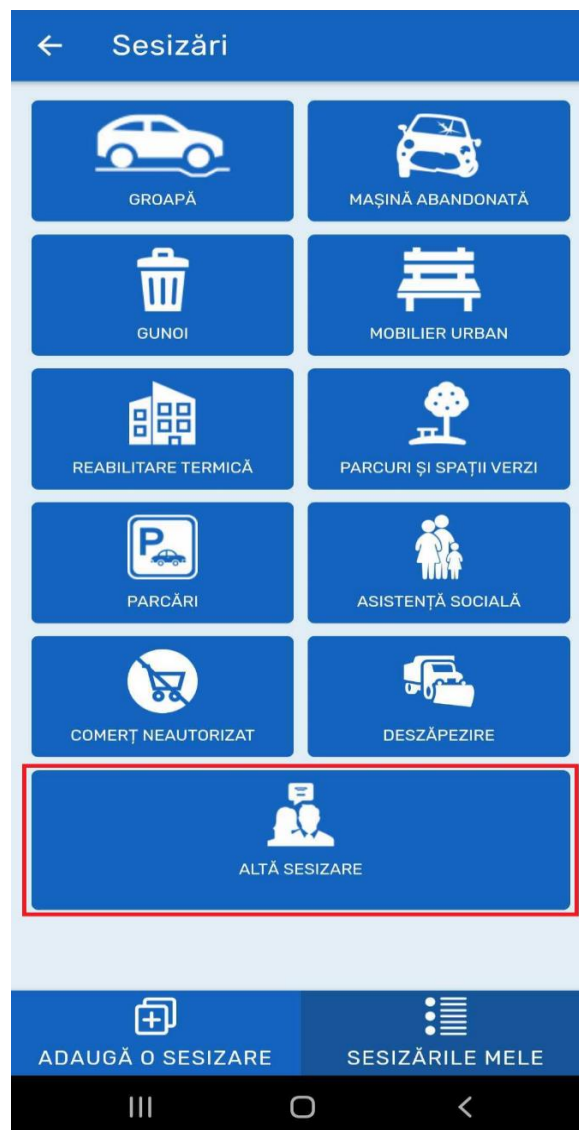 Sesizări
GROAPĂ
MAȘINĂ ABANDONATĂ
GUNOI
MOBILIER URBAN
REABILITARE TERMICĂ
PARCURI ȘI SPAȚII VERZI
P
PARCĂRI
ASISTENȚĂ SOCIALĂ
COMERȚ NEAUTORIZAT
DESZĂPEZIRE
ALTĂ SESIZARE
ADAUGĂ O SESIZARE
SESIZĂRILE MELE